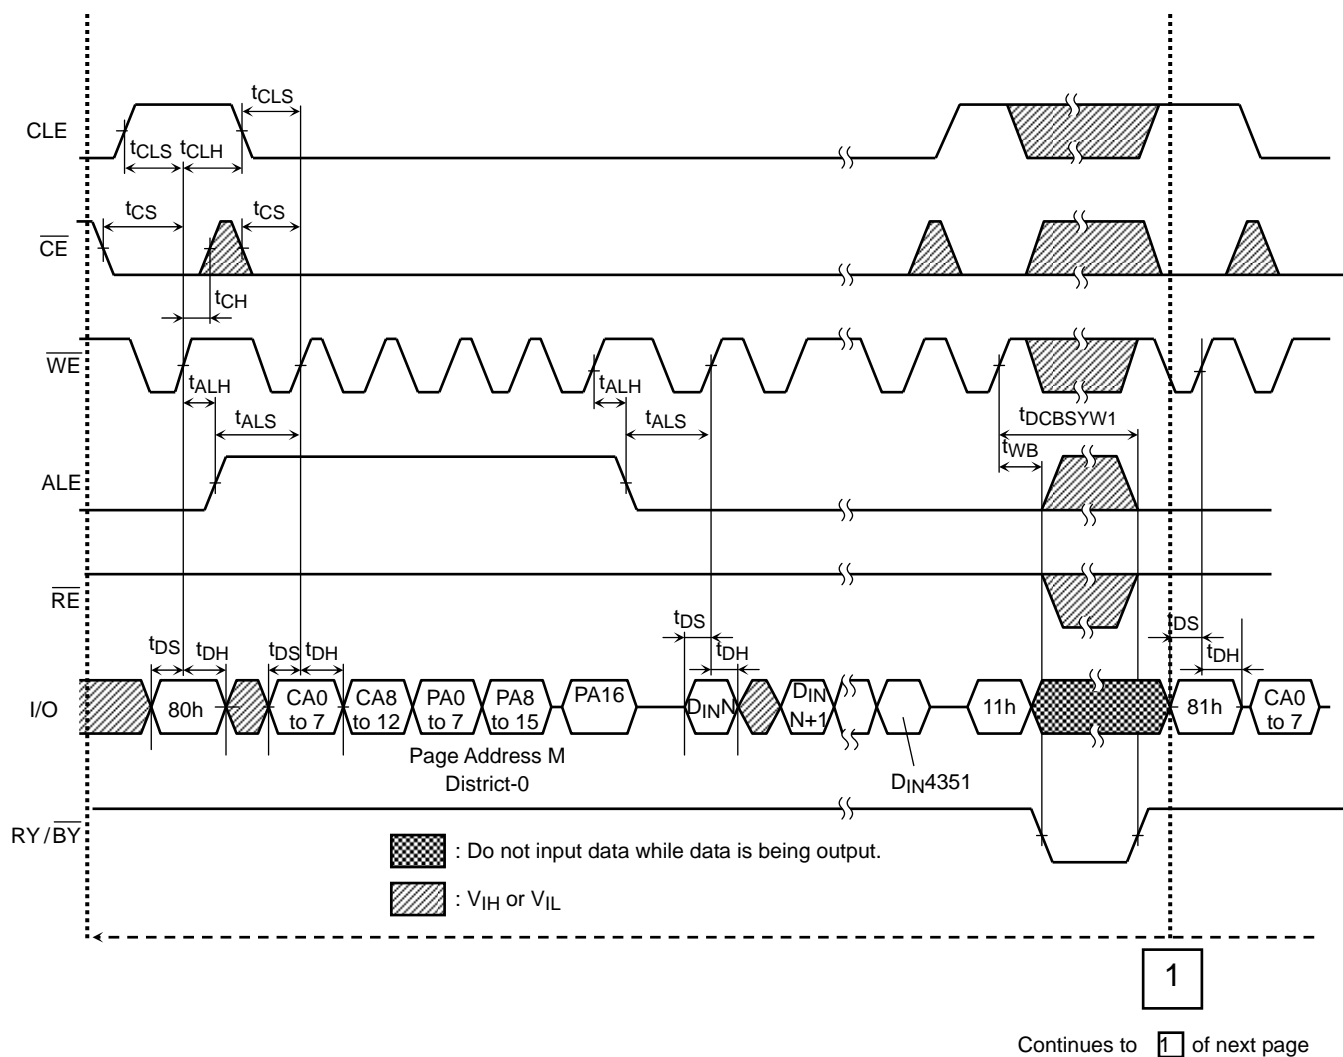 tCLS
CLE
tCLS tCLH
tCS tCS
CE
tCH
WE
tALH tALH
tALS tALS
tDCBSYW1
tWB
ALE
RE
tDS tDH tDS tDH tDS tDH DS tDH
I/O 80h CA0 to 7 CA8 to 12 PA0 to 7 PA8 to 15 PA16 DINN DIN N+1 11h 81h CA0 to 7
Page Address M
District-0
DIN4351
RY/BY
: Do not input data while data is being output.
: VIH or VIL
1
Continues to 1 of next page